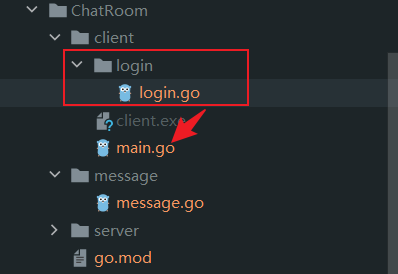 ChatRoom
client
login
login.go
client.exe
main.go
message
message.go
server
go.mod